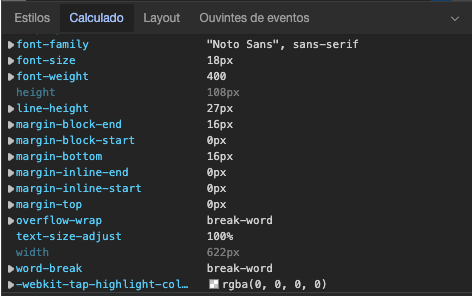 Estilos Calculado Layout Ouvintes de eventos
font-family "Noto Sans", sans-serif
font-size 18px
font-weight 400
height 108px
line-height 27px
margin-block-end 16px
margin-block-start 0px
margin-bottom 16px
margin-inline-end 0px
margin-inline-start 0px
margin-top 0px
overflow-wrap break-word
text-size-adjust 100%
width 622px
word-break break-word
-webkit-tap-highlight-col… rgba(0, 0, 0, 0)